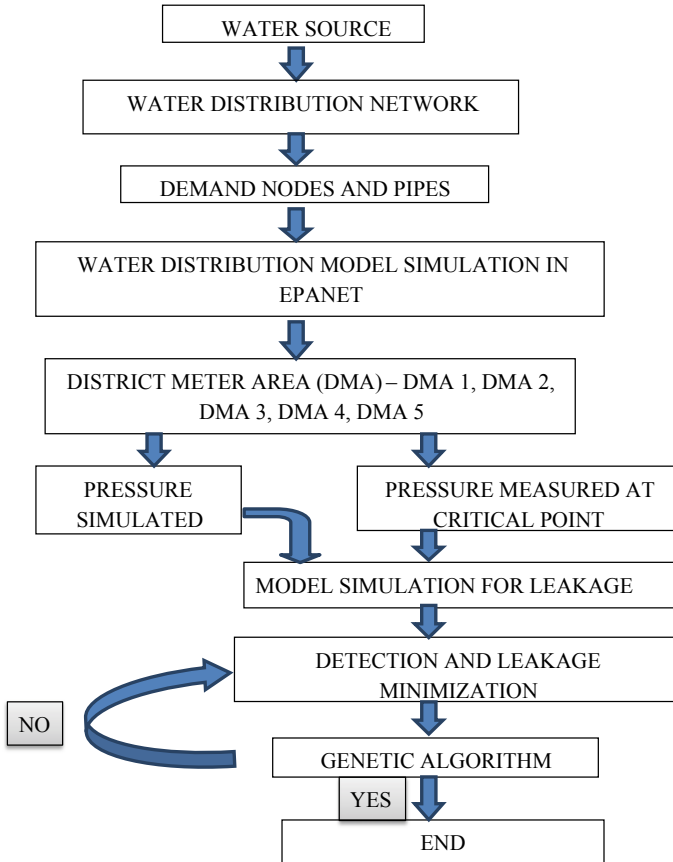 WATER SOURCE
WATER DISTRIBUTION NETWORK
DEMAND NODES AND PIPES
WATER DISTRIBUTION MODEL SIMULATION IN
EPANET
DISTRICT METER AREA (DMA) – DMA 1, DMA 2,
DMA 3, DMA 4, DMA 5
PRESSURE
SIMULATED
PRESSURE MEASURED AT
CRITICAL POINT
MODEL SIMULATION FOR LEAKAGE
DETECTION AND LEAKAGE
MINIMIZATION
NO
GENETIC ALGORITHM
YES
END